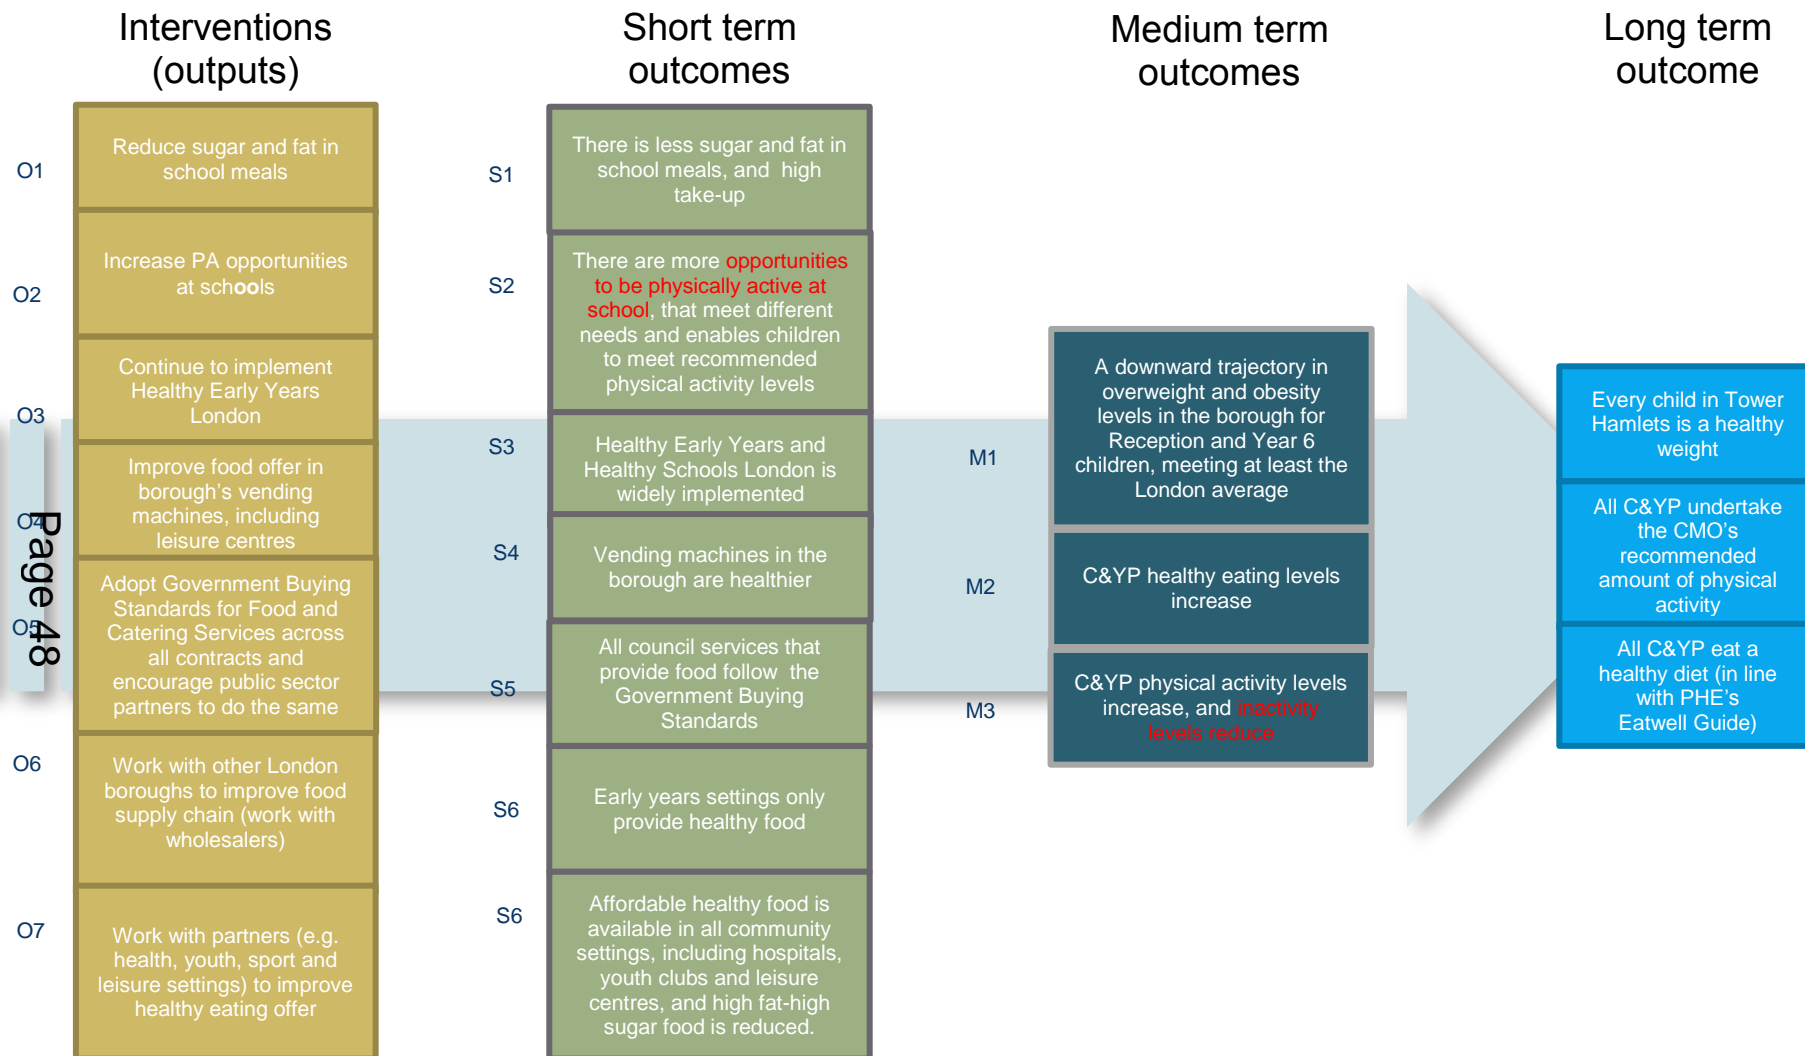 Interventions
(outputs)
O1
Reduce sugar and fat in
school meals
O2
Increase PA opportunities
at schools
O3
Continue to implement
Healthy Early Years
London
O4
Improve food offer in
borough's vending
machines, including
leisure centres
O5
Adopt Government Buying
Standards for Food and
Catering Services across
all contracts and
encourage public sector
partners to do the same
O6
Work with other London
boroughs to improve food
supply chain (work with
wholesalers)
O7
Work with partners (e.g.
health, youth, sport and
leisure settings) to improve
healthy eating offer
Page 48
Short term
outcomes
S1
There is less sugar and fat in
school meals, and  high
take-up
S2
There are more opportunities
to be physically active at
school, that meet different
needs and enables children
to meet recommended
physical activity levels
S3
Healthy Early Years and
Healthy Schools London is
widely implemented
S4
Vending machines in the
borough are healthier
S5
All council services that
provide food follow  the
Government Buying
Standards
S6
Early years settings only
provide healthy food
S6
Affordable healthy food is
available in all community
settings, including hospitals,
youth clubs and leisure
centres, and high fat-high
sugar food is reduced.
Medium term
outcomes
M1
A downward trajectory in
overweight and obesity
levels in the borough for
Reception and Year 6
children, meeting at least the
London average
M2
C&YP healthy eating levels
increase
M3
C&YP physical activity levels
increase, and inactivity
levels reduce
Long term
outcome
Every child in Tower
Hamlets is a healthy
weight
All C&YP undertake
the CMO's
recommended
amount of physical
activity
All C&YP eat a
healthy diet (in line
with PHE's
Eatwell Guide)